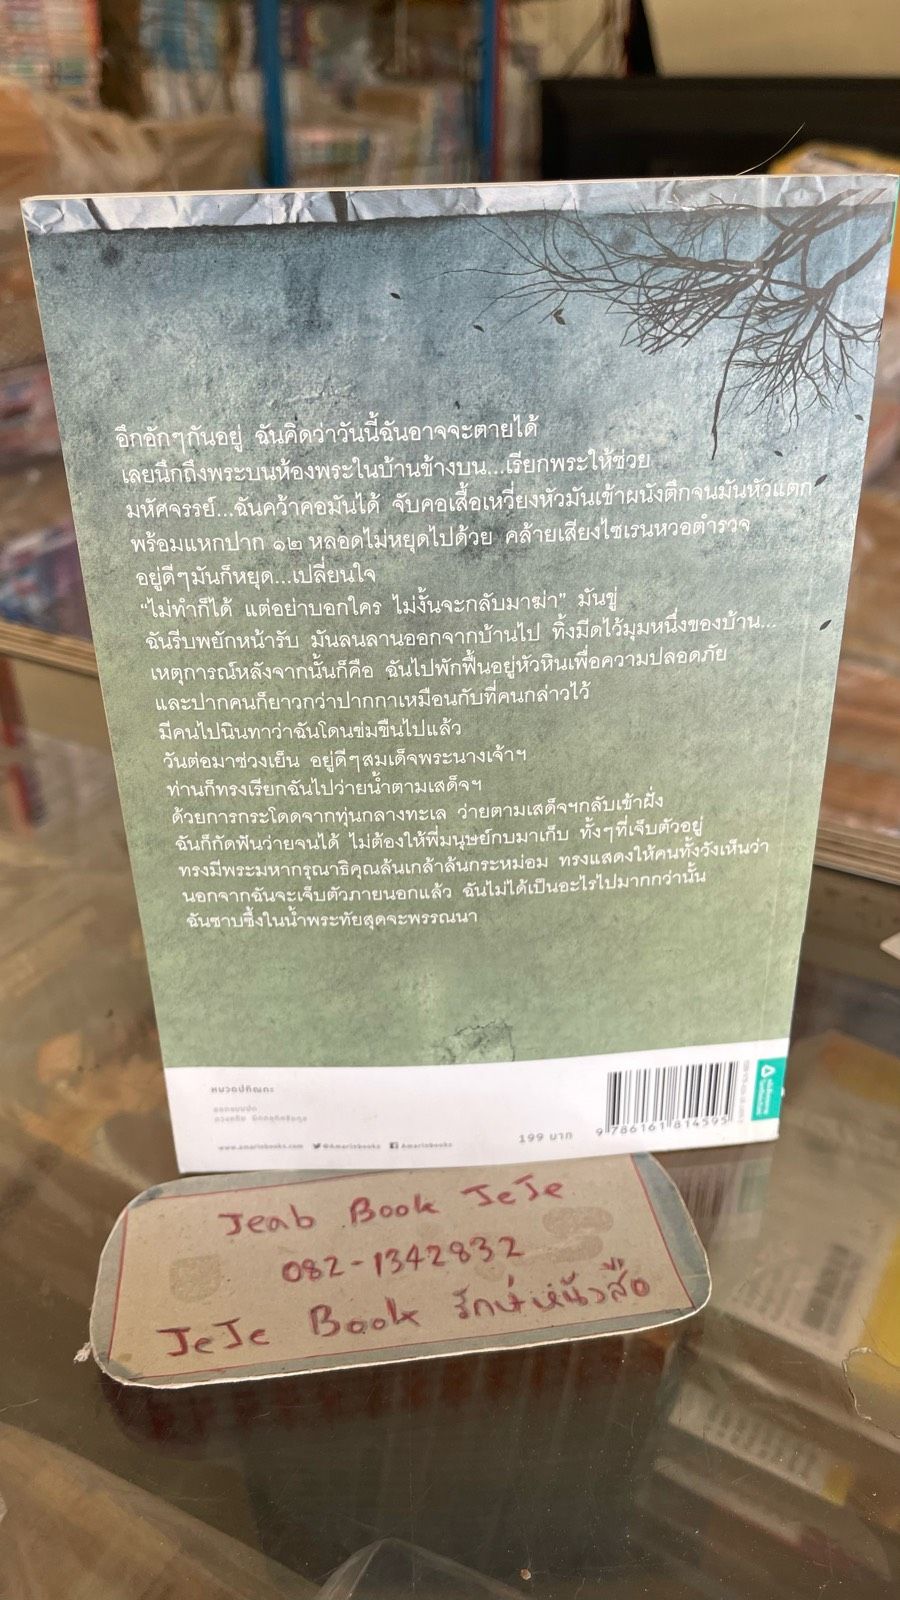 อึกอักๆกันอยู่ ฉันคิดว่าวันนี้ฉันอาจจะตายได้
เลยนึกถึงพระบนห้องพระในบ้านข้างบน...เรียกพระให้ช่วย
มหัศจรรย์...ฉันคว้าคอมันได้ จับคอเสื้อเหวี่ยงหัวมันเข้าผนังตึกจนมันหัวแตก
พร้อมแหกปาก ๑๒ หลอดไม่หยุดไปด้วย คล้ายเสียงไซเรนหวอตำรวจ
อยู่ดีๆมันก็หยุด...เปลี่ยนใจ
“ไม่ทำก็ได้ แต่อย่าบอกใคร ไม่งั้นจะกลับมาฆ่า” มันขู่
ฉันรีบพยักหน้ารับ มันลนลานออกจากบ้านไป ทิ้งมีดไว้มุมหนึ่งของบ้าน...
เหตุการณ์หลังจากนั้นก็คือ ฉันไปพักฟื้นอยู่หัวหินเพื่อความปลอดภัย
และปากคนก็ยาวกว่าปากกาเหมือนกับที่คนกล่าวไว้
มีคนไปนินทาว่าฉันโดนข่มขืนไปแล้ว
วันต่อมาช่วงเย็น อยู่ดีๆสมเด็จพระนางเจ้าฯ
ท่านก็ทรงเรียกฉันไปว่ายน้ำตามเสด็จฯ
ด้วยการกระโดดจากทุ่นกลางทะเล ว่ายตามเสด็จฯกลับเข้าฝั่ง
ฉันก็กัดฟันว่ายจนได้ ไม่ต้องให้พี่มนุษย์กบมาเก็บ ทั้งๆที่เจ็บตัวอยู่
ทรงมีพระมหากรุณาธิคุณล้นเกล้าล้นกระหม่อม ทรงแสดงให้คนทั้งวังเห็นว่า
นอกจากฉันจะเจ็บตัวภายนอกแล้ว ฉันไม่ได้เป็นอะไรไปมากกว่านั้น
ฉันซาบซึ้งในน้ำพระทัยสุดจะพรรณนา
หมวดปกิณกะ
ออกแบบปก
www.amarinbooks.com @Amarinbooks Amarinbooks
199 บาท
9 786161 814595
Jeab Book JeJe
082-1342832
JeJe Book รักษ์หนังสือ